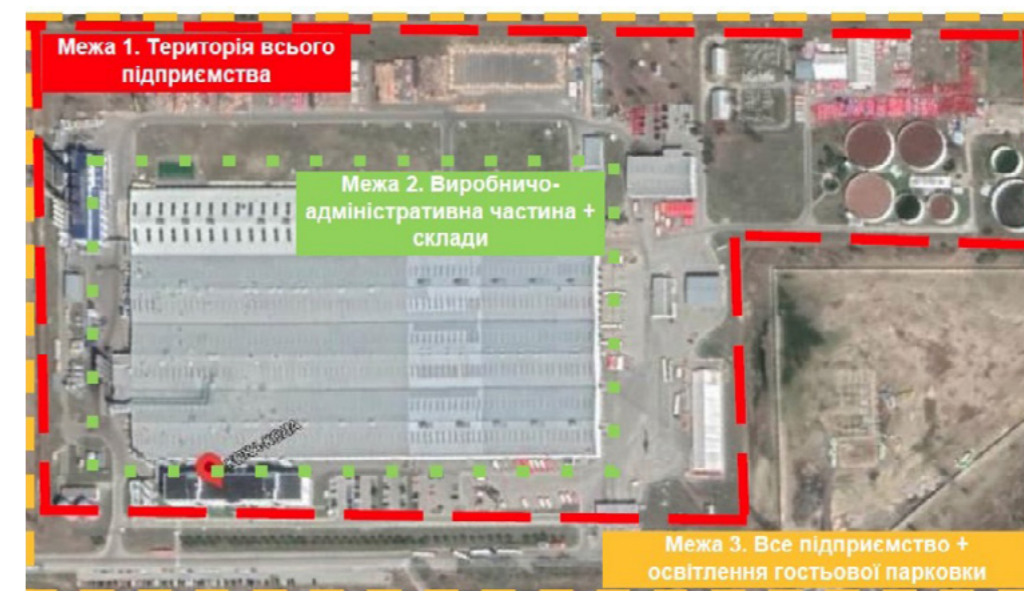 Межа 1. Територія всього
підприємства
Межа 2. Виробничо-
адміністративна частина +
склади
Межа 3. Все підприємство +
освітлення гостьової парковки